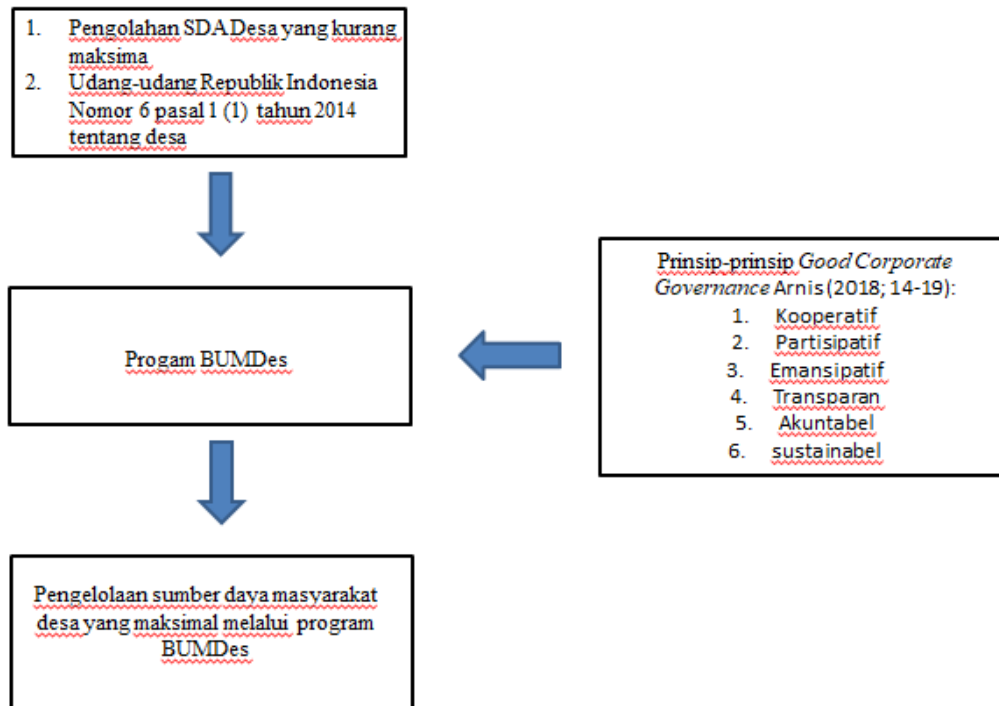 1. Pengolahan SDA Desa yang kurang
maksima
2. Udang-udang Republik Indonesia
Nomor 6 pasal 1 (1) tahun 2014
tentang desa
Progam BUMDes
Prinsip-prinsip Good Corporate
Governance Arnis (2018; 14-19):
1. Kooperatif
2. Partisipatif
3. Emansipatif
4. Transparan
5. Akuntabel
6. sustainabel
Pengelolaan sumber daya masyarakat
desa yang maksimal melalui program
BUMDes